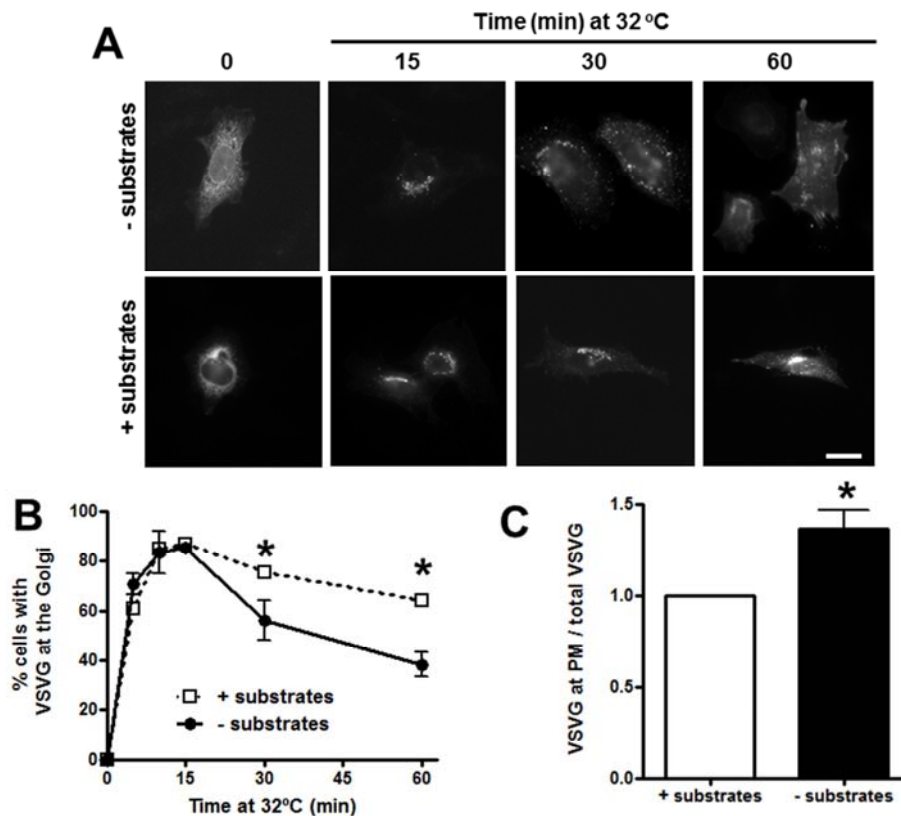 A
Time (min) at 32 ºC
0 15 30 60
- substrates
+ substrates
B
% cells with
VSVG at the Golgi
100
80
60
40
20
0
* *
+ substrates
- substrates
0 15 30 45 60
Time at 32ºC (min)
C
VSVG at PM / total VSVG
1.5
1.0
0.5
0.0
*
+ substrates - substrates